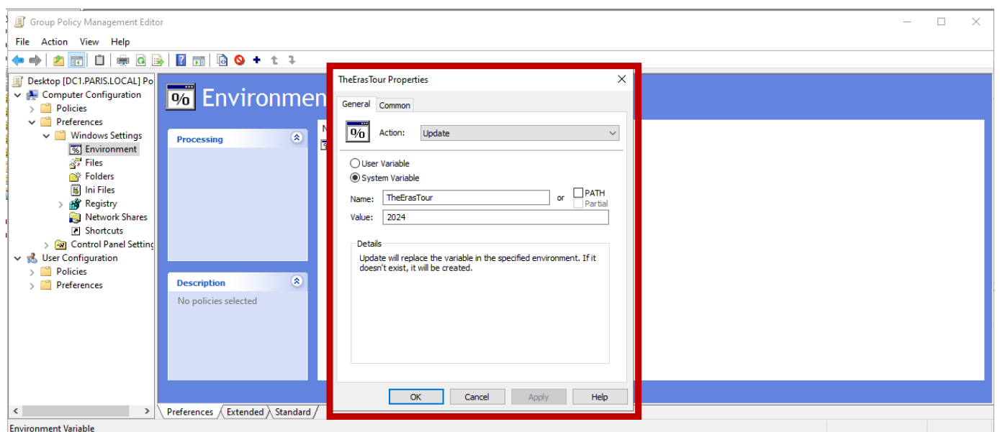 Group Policy Management Editor
File Action View Help
Desktop [DC1.PARIS.LOCAL] Po
Computer Configuration
Policies
Preferences
Windows Settings
Environment
Files
Folders
Ini Files
Registry
Network Shares
Shortcuts
Control Panel Setting
User Configuration
Policies
Preferences
Environmen
Processing
Description
No policies selected
TheErasTour Properties
General Common
Action: Update
User Variable
System Variable
Name: TheErasTour or PATH
Partial
Value: 2024
Details
Update will replace the variable in the specified environment. If it
doesn't exist, it will be created.
OK Cancel Apply Help
Preferences Extended Standard
Environment Variable